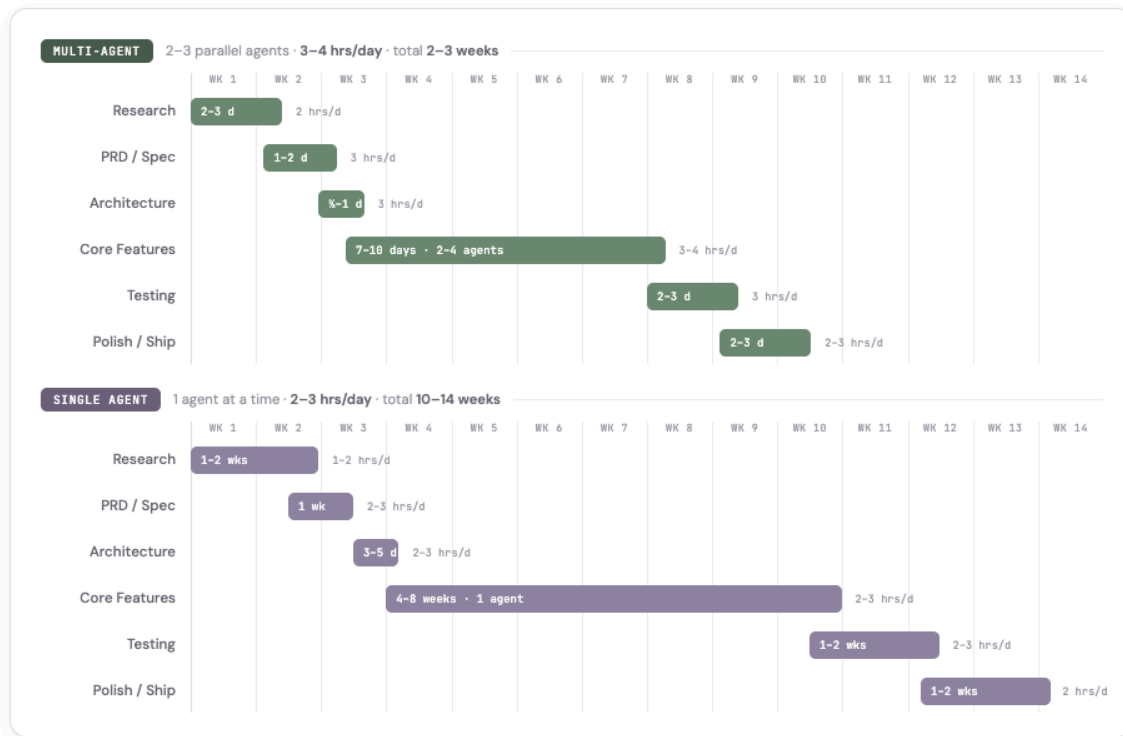 MULTI-AGENT 2–3 parallel agents · 3–4 hrs/day · total 2–3 weeks
WK 1 WK 2 WK 3 WK 4 WK 5 WK 6 WK 7 WK 8 WK 9 WK 10 WK 11 WK 12 WK 13 WK 14
Research 2–3 d 2 hrs/d
PRD / Spec 1–2 d 3 hrs/d
Architecture ½–1 d 3 hrs/d
Core Features 7–10 days · 2–4 agents 3–4 hrs/d
Testing 2–3 d 3 hrs/d
Polish / Ship 2–3 d 2–3 hrs/d
SINGLE AGENT 1 agent at a time · 2–3 hrs/day · total 10–14 weeks
WK 1 WK 2 WK 3 WK 4 WK 5 WK 6 WK 7 WK 8 WK 9 WK 10 WK 11 WK 12 WK 13 WK 14
Research 1–2 wks 1–2 hrs/d
PRD / Spec 1 wk 2–3 hrs/d
Architecture 3–5 d 2–3 hrs/d
Core Features 4–8 weeks · 1 agent 2–3 hrs/d
Testing 1–2 wks 2–3 hrs/d
Polish / Ship 1–2 wks 2 hrs/d